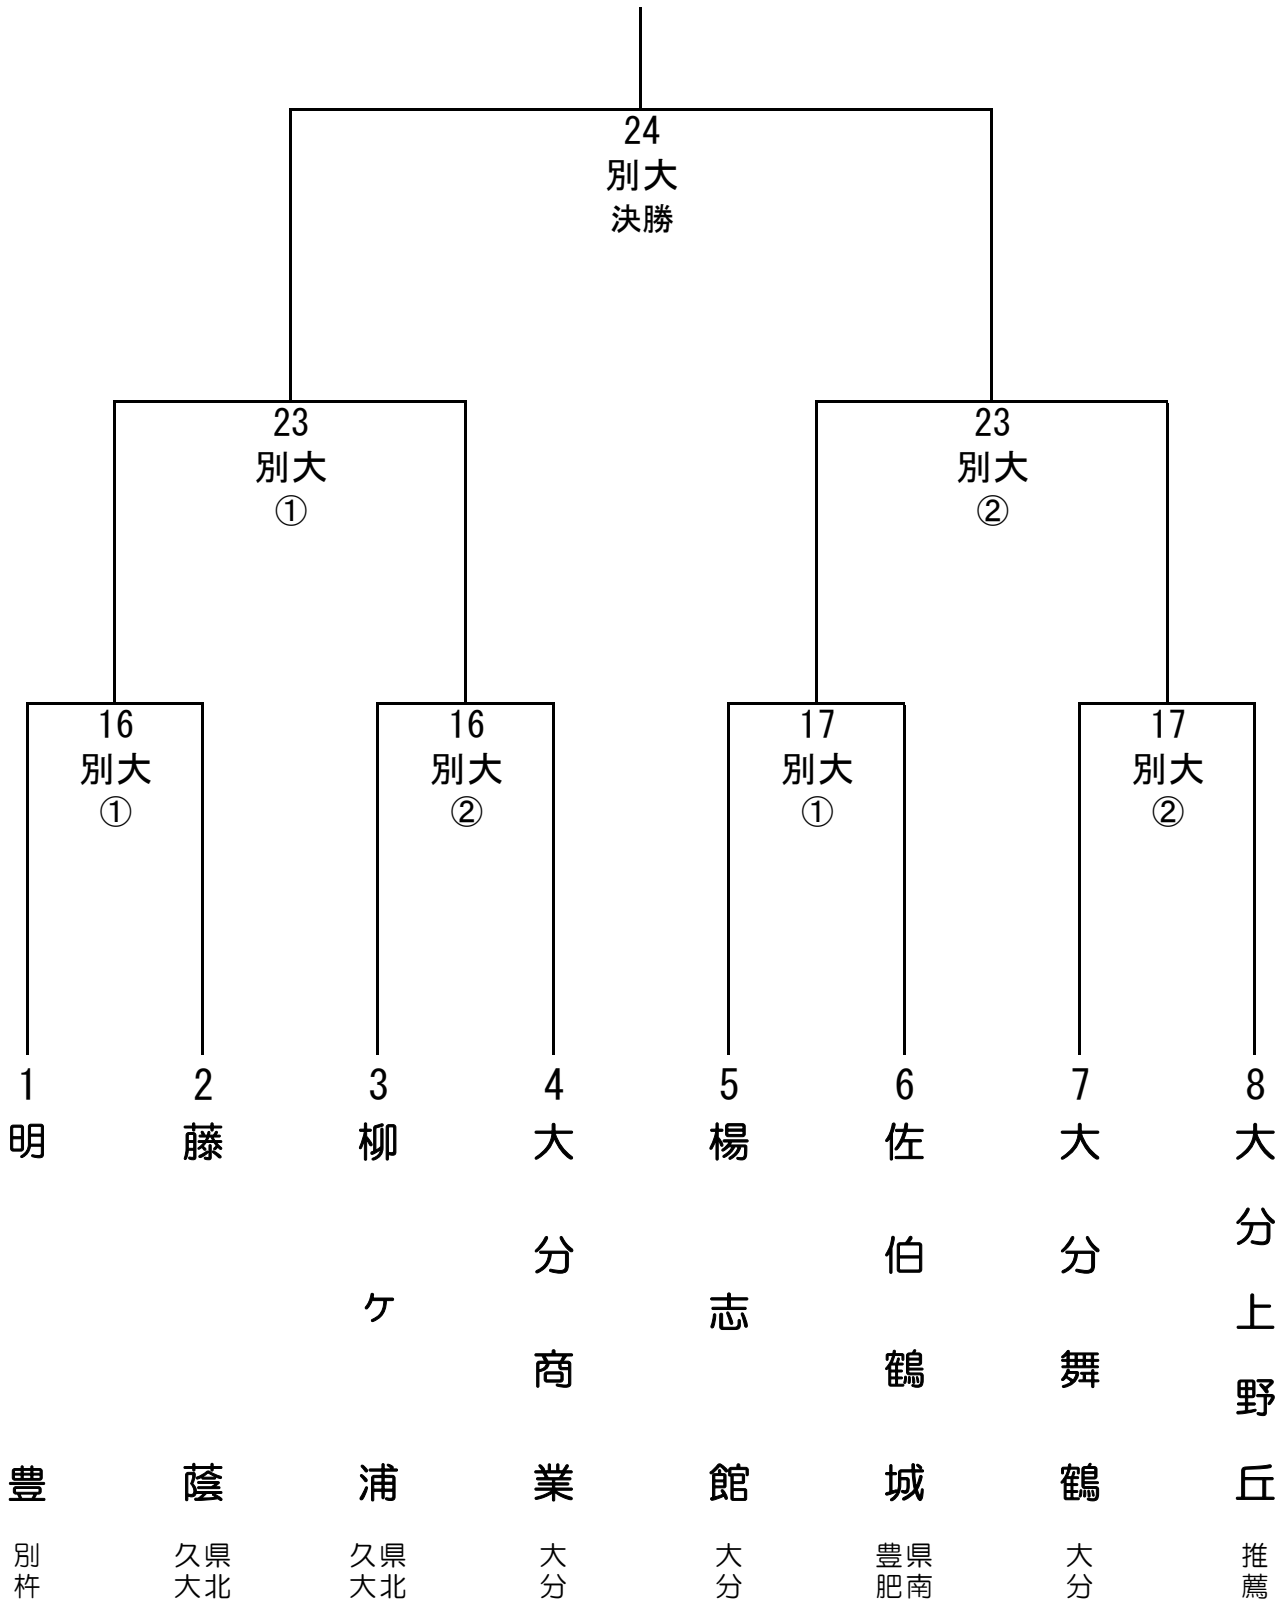 24
別大
決勝
23
別大
①
23
別大
②
16
別大
①
16
別大
②
17
別大
①
17
別大
②
1
明豊
別杵
2
藤蔭
県北
久大
3
柳ケ浦
県北
久大
4
大分商業
大分
5
楊志館
大分
6
佐伯鶴城
県南
豊肥
7
大分舞鶴
大分
8
大分上野丘
推薦